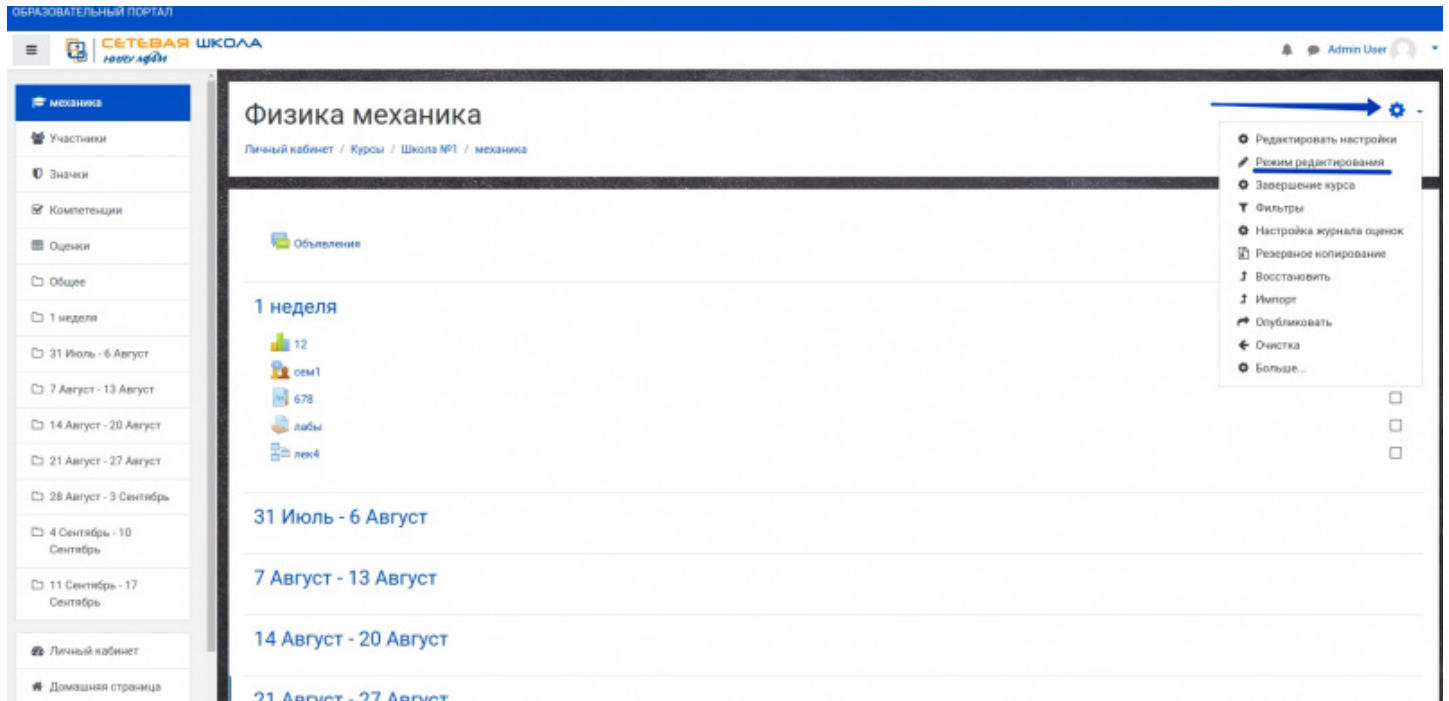 ОБРАЗОВАТЕЛЬНЫЙ ПОРТАЛ
СЕТЕВАЯ ШКОЛА
НИЯУ МИФИ
Admin User
механика
Участники
Значки
Компетенции
Оценки
Общее
1 неделя
31 Июль - 6 Август
7 Август - 13 Август
14 Август - 20 Август
21 Август - 27 Август
28 Август - 3 Сентябрь
4 Сентябрь - 10
Сентябрь
11 Сентябрь - 17
Сентябрь
Личный кабинет
Домашняя страница
Физика механика
Личный кабинет / Курсы / Школа №1 / механика
Редактировать настройки
Режим редактирования
Завершение курса
Фильтры
Настройка журнала оценок
Резервное копирование
Восстановить
Импорт
Опубликовать
Очистка
Больше...
Объявления
1 неделя
12
сем1
678
лабы
лек4
31 Июль - 6 Август
7 Август - 13 Август
14 Август - 20 Август
21 Август - 27 Август